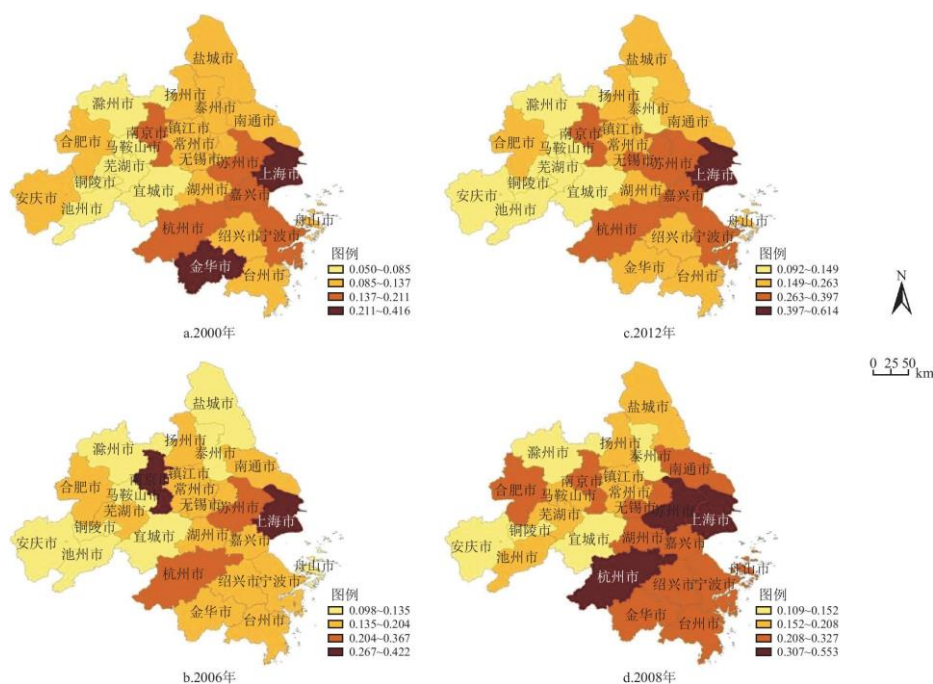 盐城市
扬州市
滁州市
泰州市
南通市
南京市
镇江市
合肥市
马鞍山市
常州市
芜湖市
无锡市
苏州市
上海市
铜陵市
安庆市
宜城市
湖州市
嘉兴市
池州市
杭州市
舟山市
绍兴市
宁波市
金华市
台州市
图例
0.050~0.085
0.085~0.137
0.137~0.211
0.211~0.416
a.2000年
盐城市
扬州市
滁州市
泰州市
南通市
南京市
镇江市
合肥市
马鞍山市
常州市
芜湖市
无锡市
苏州市
上海市
铜陵市
安庆市
宜城市
湖州市
嘉兴市
池州市
杭州市
舟山市
绍兴市
宁波市
金华市
台州市
图例
0.092~0.149
0.149~0.263
0.263~0.397
0.397~0.614
c.2012年
N
0 25 50
km
盐城市
扬州市
滁州市
泰州市
南通市
南京市
镇江市
合肥市
马鞍山市
常州市
芜湖市
无锡市
苏州市
上海市
铜陵市
安庆市
宜城市
湖州市
嘉兴市
池州市
杭州市
舟山市
绍兴市
宁波市
金华市
台州市
图例
0.098~0.135
0.135~0.204
0.204~0.367
0.267~0.422
b.2006年
盐城市
扬州市
滁州市
泰州市
南通市
南京市
镇江市
合肥市
马鞍山市
常州市
芜湖市
无锡市
苏州市
上海市
铜陵市
安庆市
宜城市
湖州市
嘉兴市
池州市
杭州市
舟山市
绍兴市
宁波市
金华市
台州市
图例
0.109~0.152
0.152~0.208
0.208~0.327
0.307~0.553
d.2008年